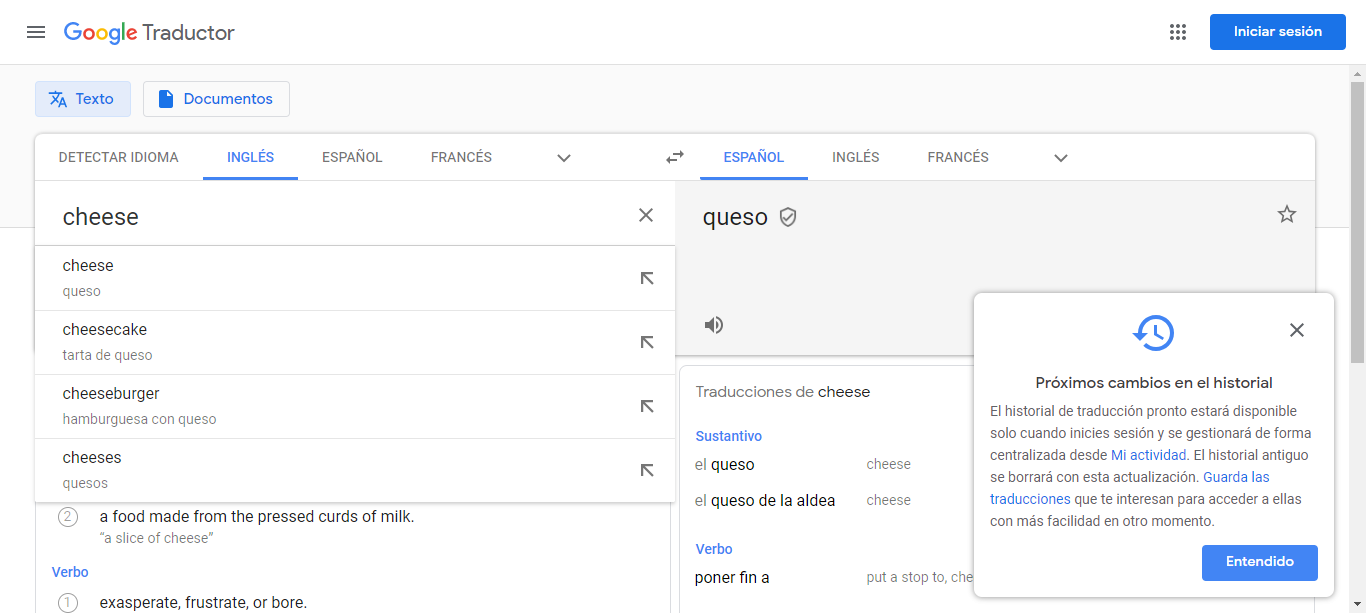 Google Traductor
Iniciar sesión
Texto
Documentos
DETECTAR IDIOMA
INGLÉS
ESPAÑOL
FRANCÉS
ESPAÑOL
INGLÉS
FRANCÉS
cheese
cheese
queso
cheesecake
tarta de queso
cheeseburger
hamburguesa con queso
cheeses
quesos
2
a food made from the pressed curds of milk.
“a slice of cheese”
Verbo
1
exasperate, frustrate, or bore.
queso
Traducciones de cheese
Sustantivo
el queso
cheese
el queso de la aldea
cheese
Verbo
poner fin a
put a stop to, che
Próximos cambios en el historial
El historial de traducción pronto estará disponible
solo cuando inicies sesión y se gestionará de forma
centralizada desde Mi actividad. El historial antiguo
se borrará con esta actualización. Guarda las
traducciones que te interesan para acceder a ellas
con más facilidad en otro momento.
Entendido